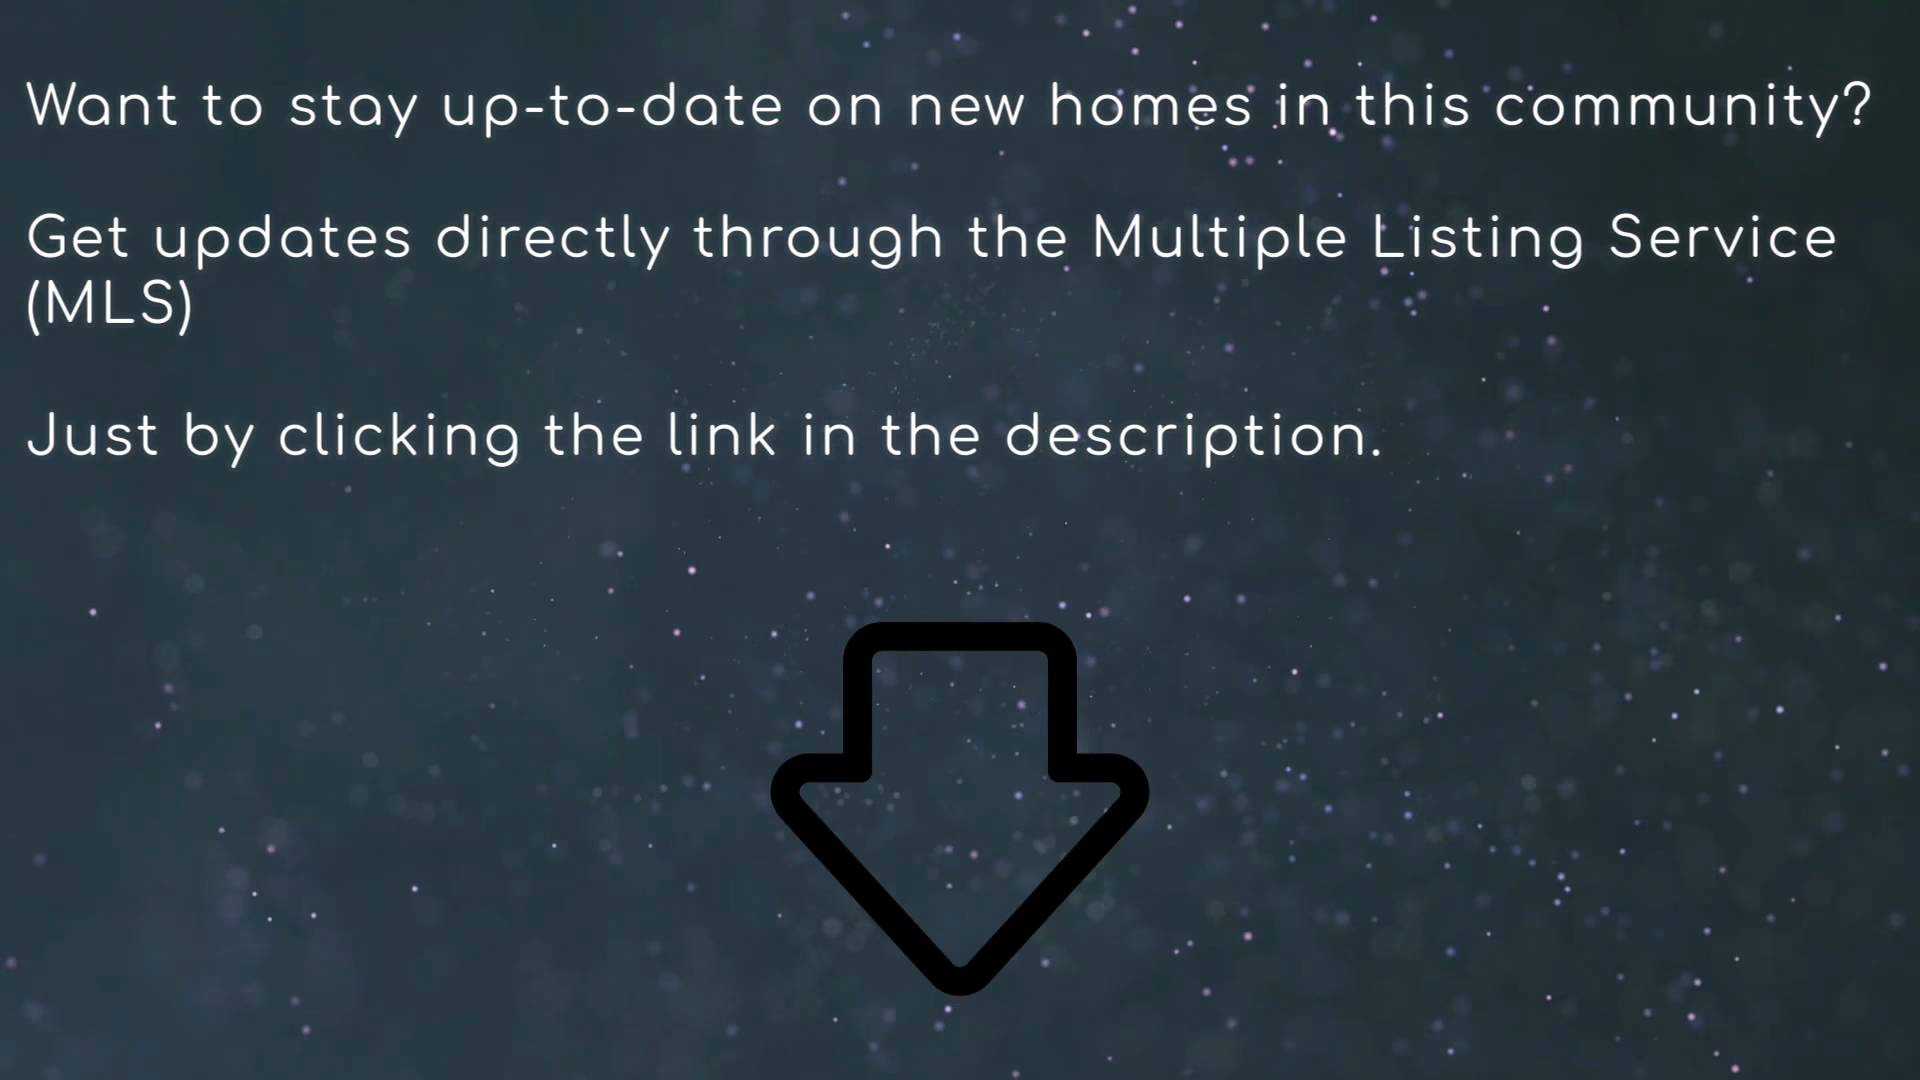 Want to stay up-to-date on new homes in this community?
Get updates directly through the Multiple Listing Service
(MLS)
Just by clicking the link in the description.